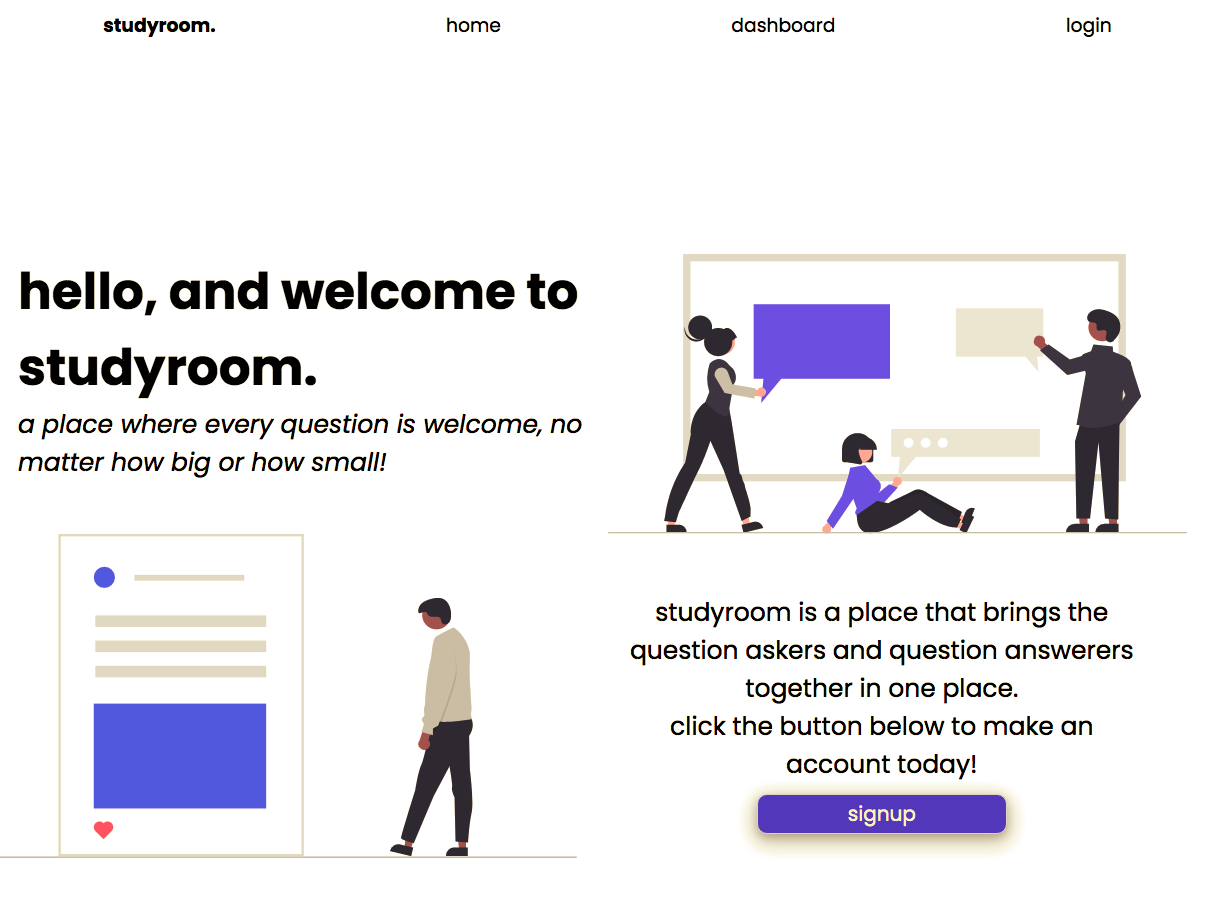 studyroom.
home
dashboard
login
hello, and welcome to
studyroom.
a place where every question is welcome, no
matter how big or how small!
studyroom is a place that brings the
question askers and question answerers
together in one place.
click the button below to make an
account today!
signup